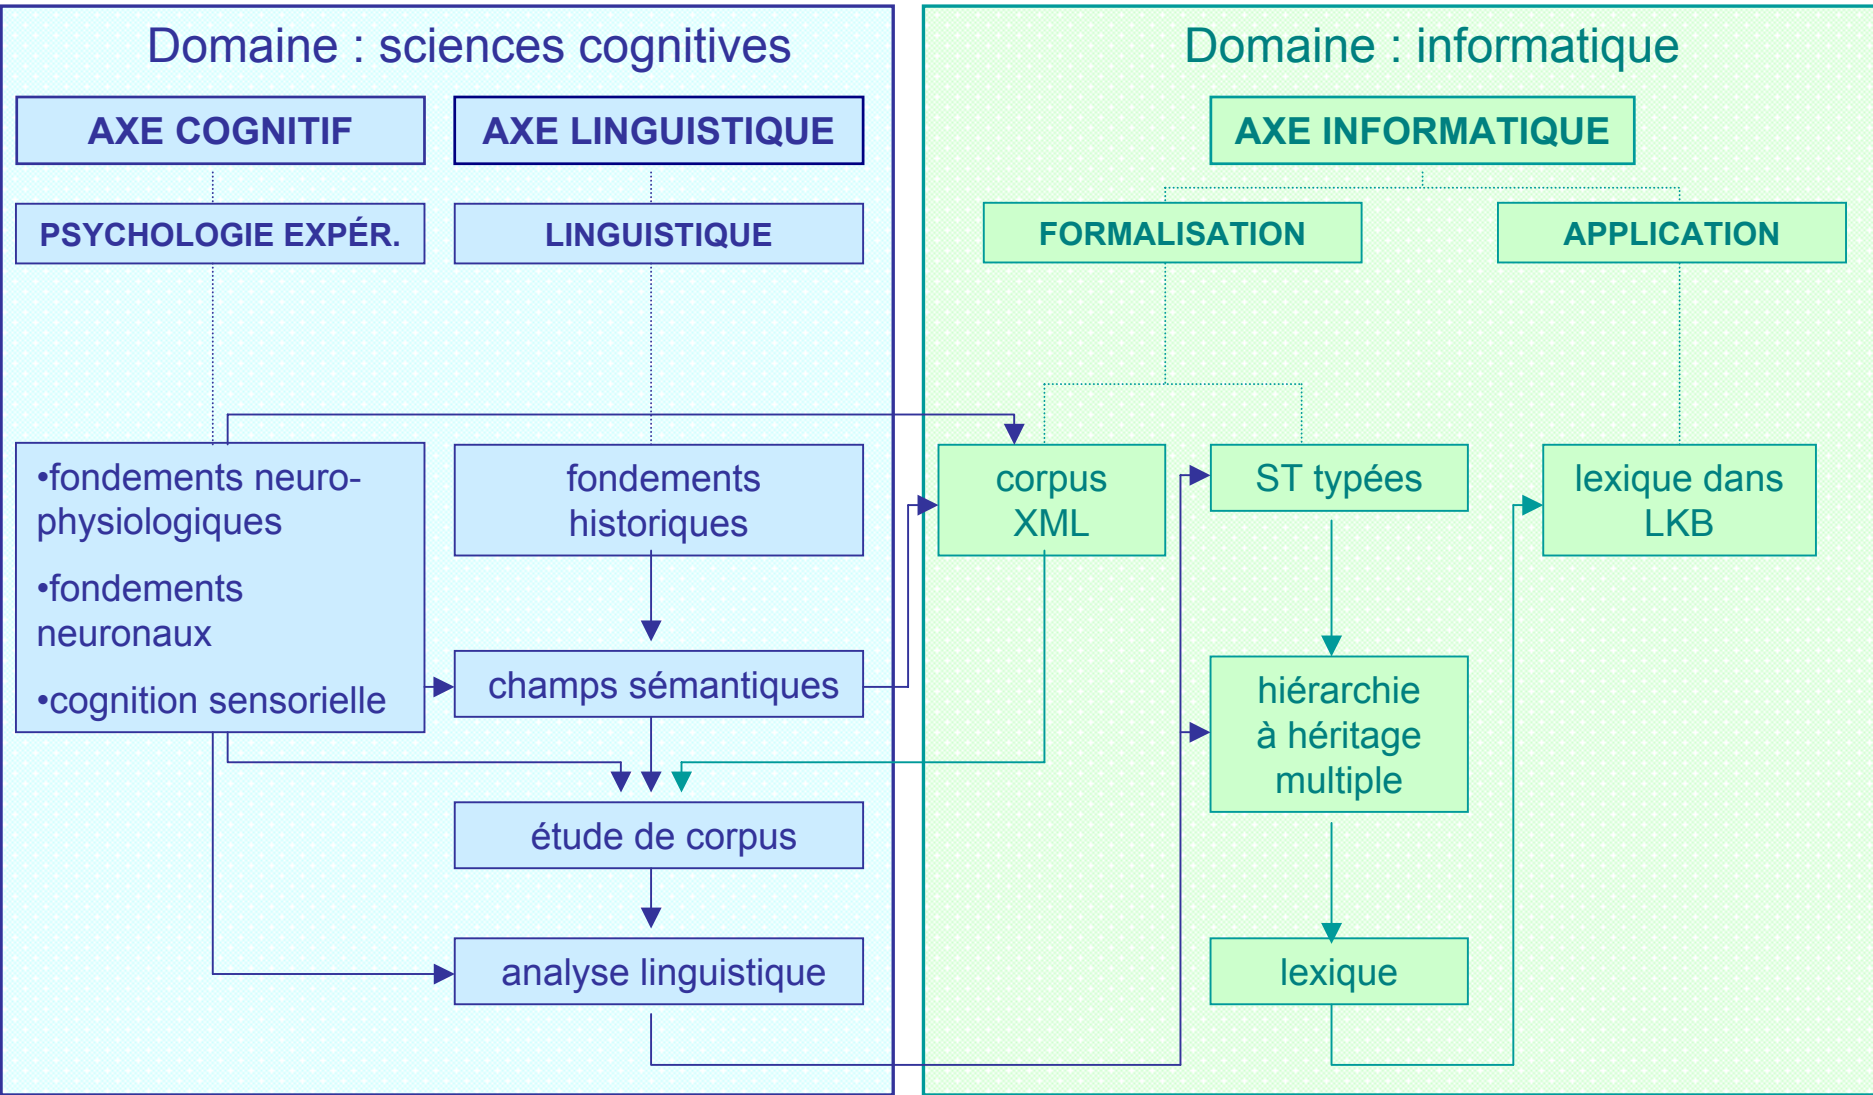 Domaine : sciences cognitives
AXE COGNITIF
AXE LINGUISTIQUE
PSYCHOLOGIE EXPÉR.
LINGUISTIQUE
•fondements neuro-
physiologiques
•fondements
neuronaux
•cognition sensorielle
fondements
historiques
champs sémantiques
étude de corpus
analyse linguistique
Domaine : informatique
AXE INFORMATIQUE
FORMALISATION
APPLICATION
corpus
XML
ST typées
hiérarchie
à héritage
multiple
lexique
lexique dans
LKB